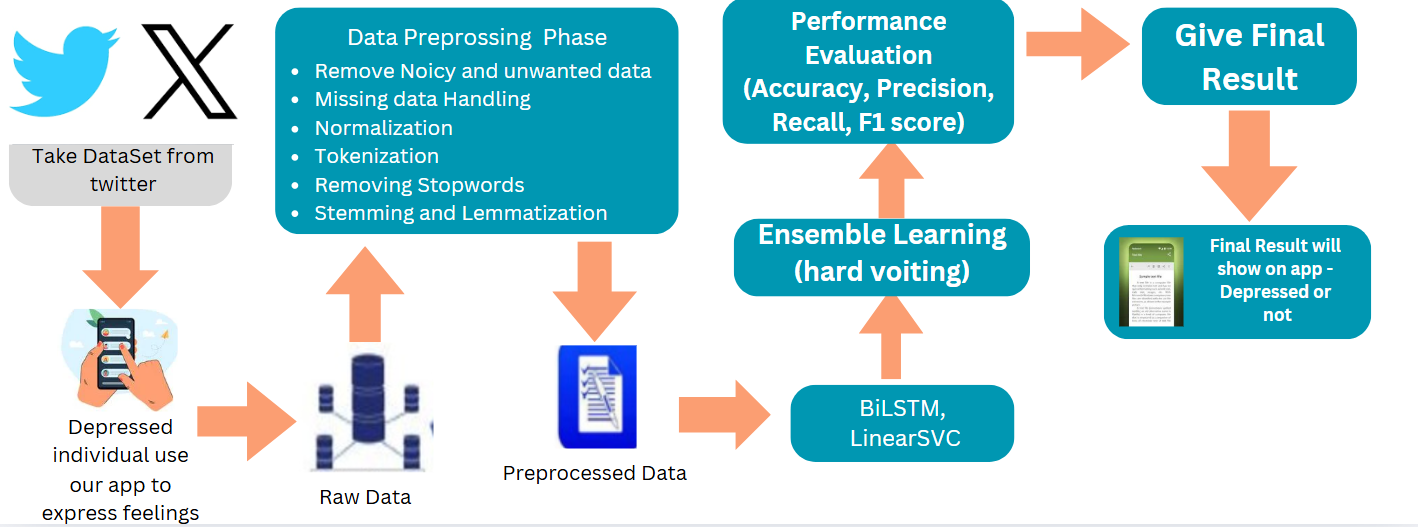 Take DataSet from
twitter
Depressed
individual use
our app to
express feelings
Raw Data
Data Preprossing Phase
• Remove Noicy and unwanted data
• Missing data Handling
• Normalization
• Tokenization
• Removing Stopwords
• Stemming and Lemmatization
Preprocessed Data
BiLSTM,
LinearSVC
Ensemble Learning
(hard voiting)
Performance
Evaluation
(Accuracy, Precision,
Recall, F1 score)
Give Final
Result
Final Result will
show on app -
Depressed or
not